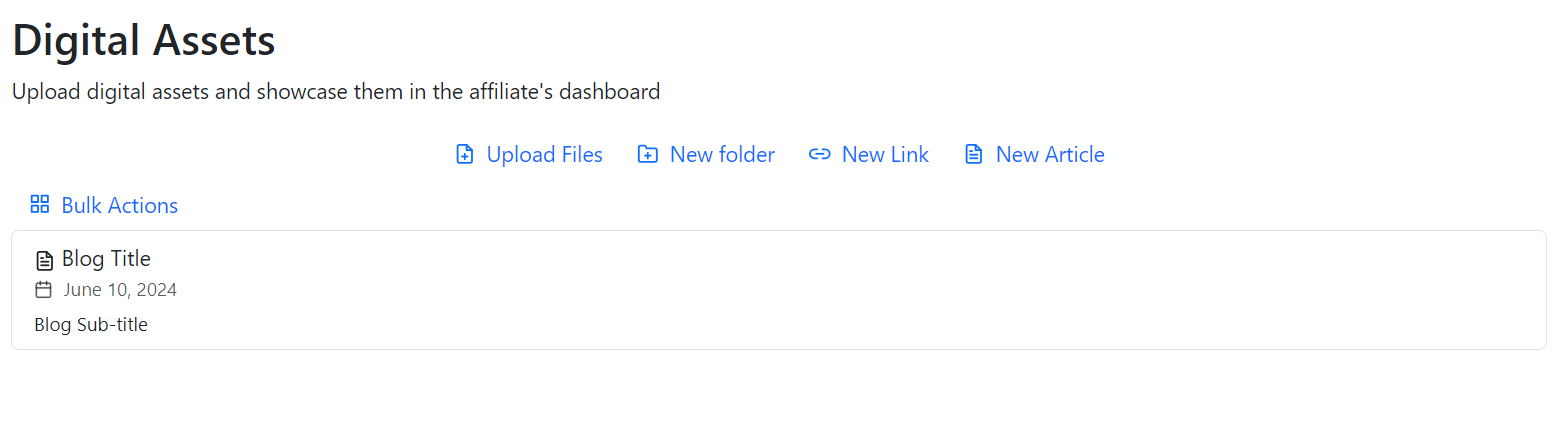 Digital Assets
Upload digital assets and showcase them in the affiliate's dashboard
Upload Files New folder New Link New Article
Bulk Actions
Blog Title
June 10, 2024
Blog Sub-title